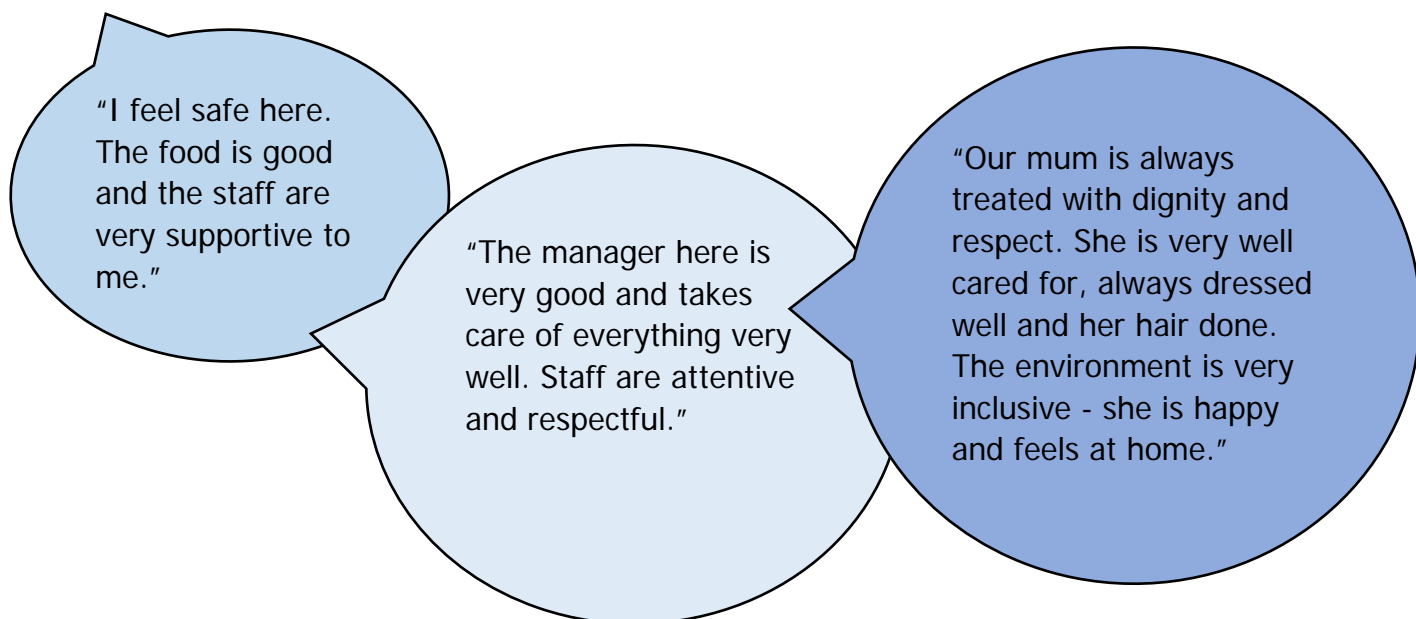 “I feel safe here.
The food is good
and the staff are
very supportive to
me.”
“The manager here is
very good and takes
care of everything very
well. Staff are attentive
and respectful.”
“Our mum is always
treated with dignity and
respect. She is very well
cared for, always dressed
well and her hair done.
The environment is very
inclusive - she is happy
and feels at home.”